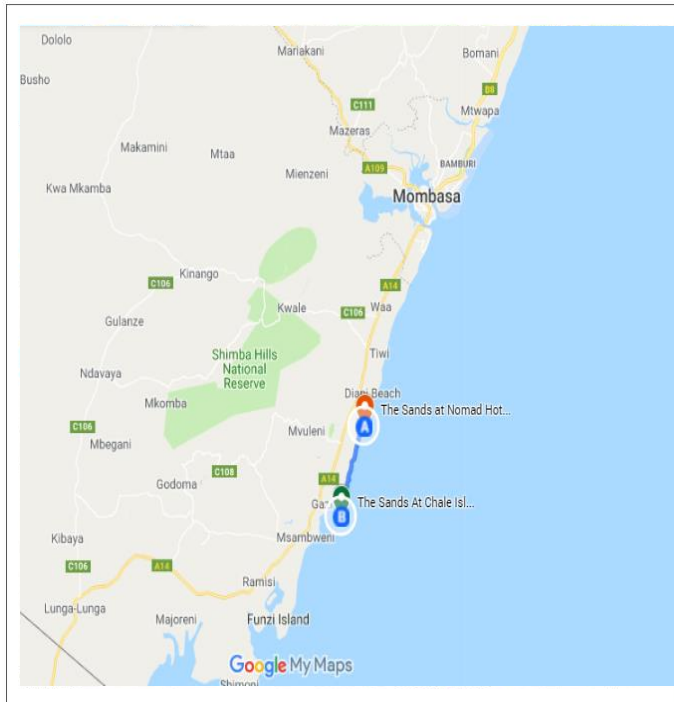 Dololo
Bomani
Mariakani
Busho
B8
C111
Mtwapa
Mazeras
Makamini
Mtaa
BAMBURI
A109
Mienzeni
Kwa Mkamba
Mombasa
Kinango
C106
A14
Kwale
Waa
C106
Gulanze
Shimba Hills
National
Reserve
Tiwi
Ndavaya
Diani Beach
Mkomba
The Sands at Nomad Hot...
A
C106
Mvuleni
Mbegani
C108
A14
Godoma
The Sands At Chale Isl...
B
Kibaya
Msambweni
C106
A14
Ramisi
Lunga-Lunga
Majoreni
Funzi Island
Google My Maps
Shimoni